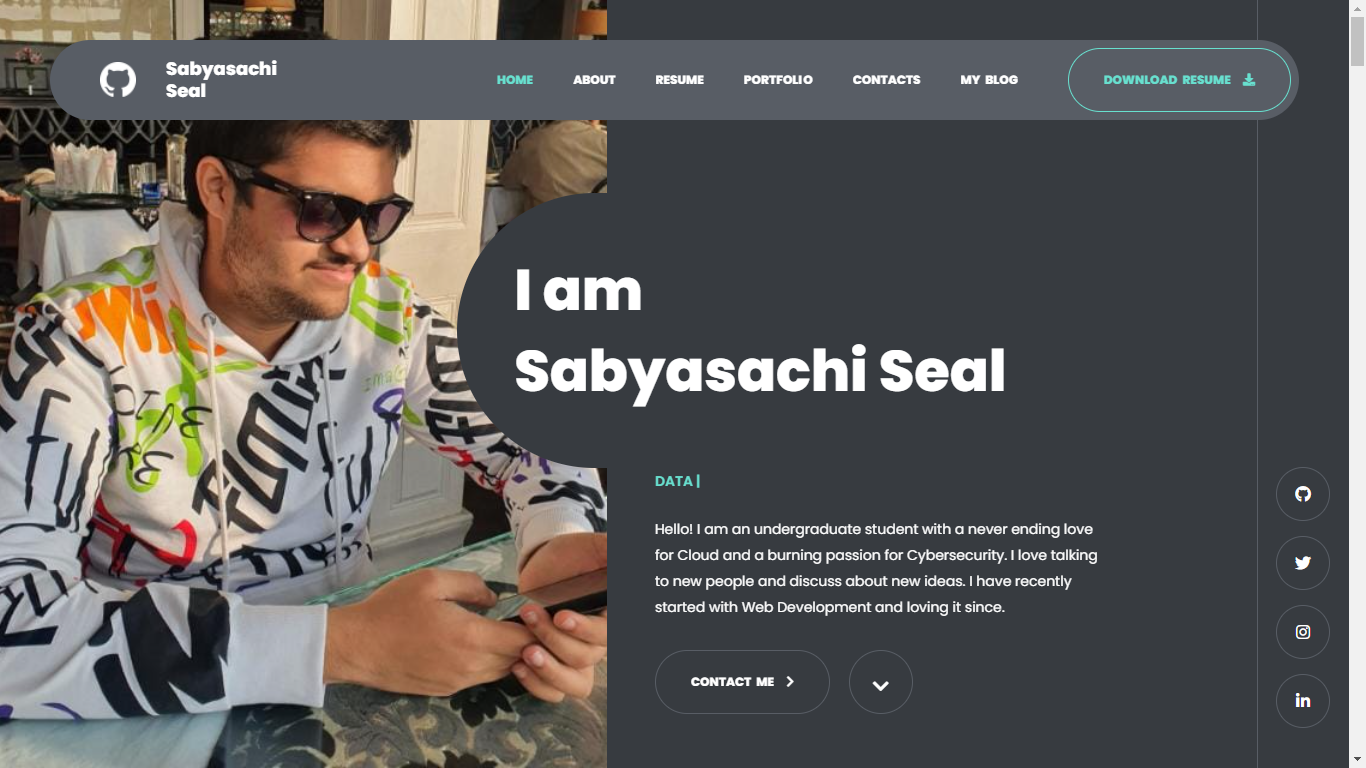 Sabyasachi
Seal
HOME
ABOUT
RESUME
PORTFOLIO
CONTACTS
MY BLOG
DOWNLOAD RESUME
I am
Sabyasachi Seal
DATA |
Hello! I am an undergraduate student with a never ending love
for Cloud and a burning passion for Cybersecurity. I love talking
to new people and discuss about new ideas. I have recently
started with Web Development and loving it since.
CONTACT ME